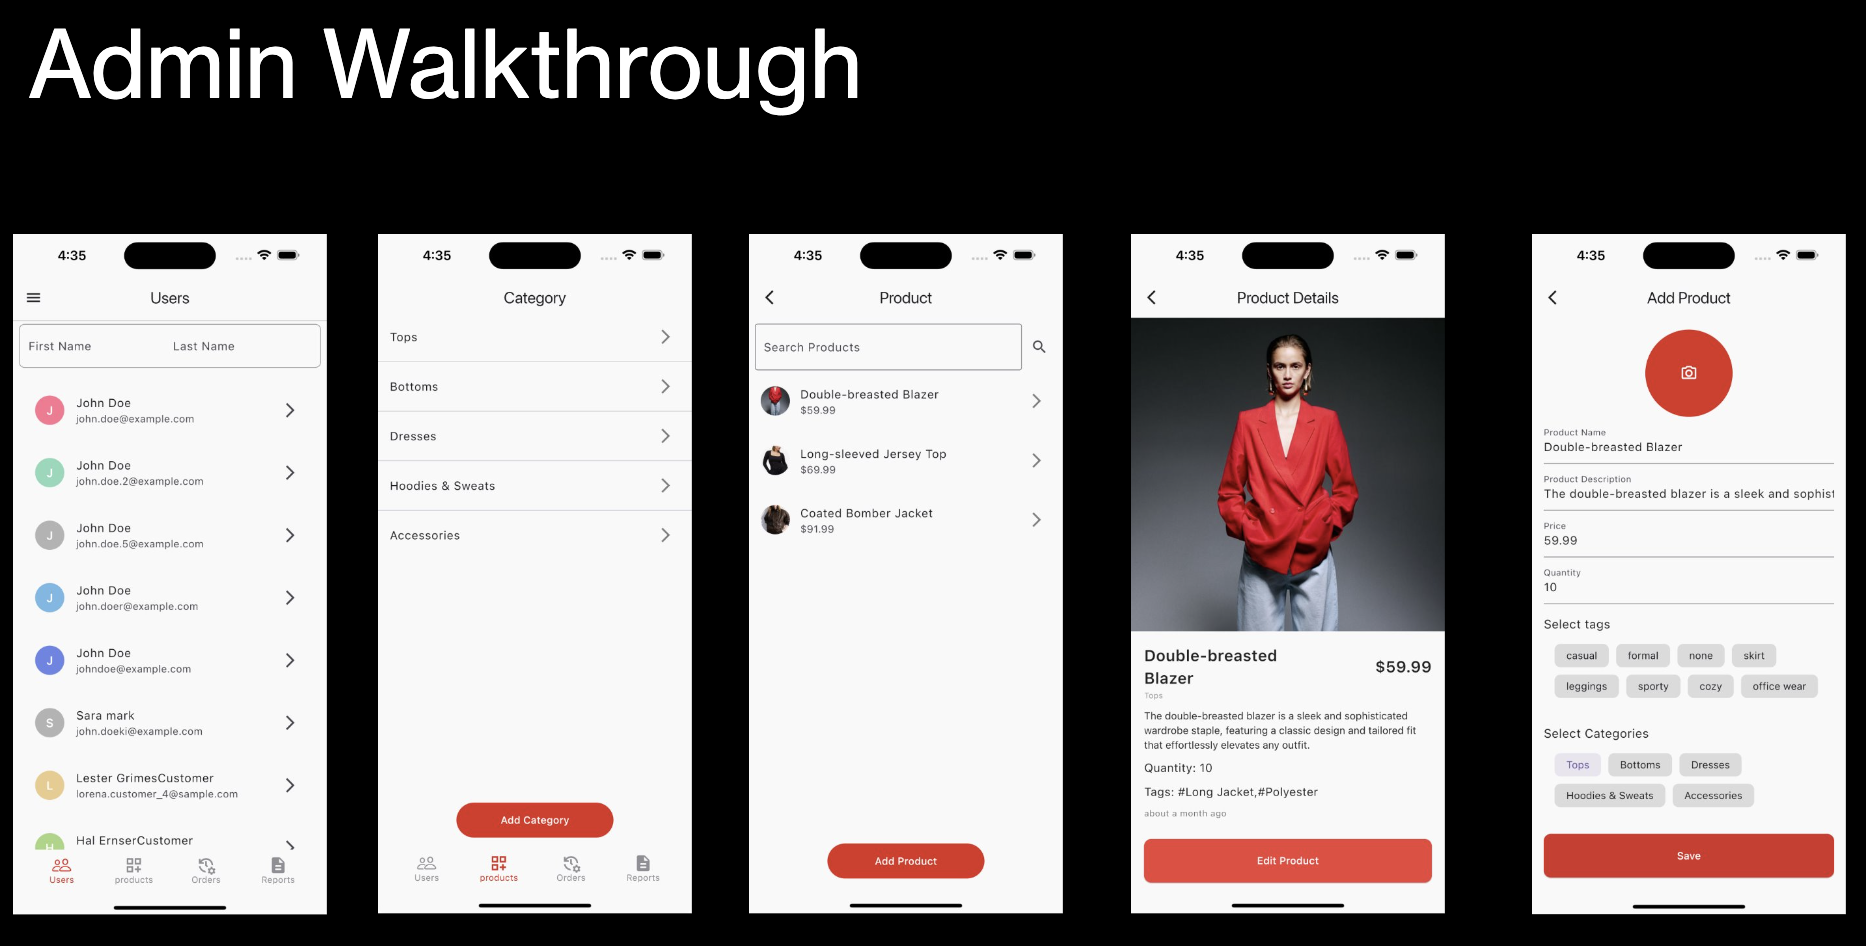 Admin Walkthrough
4:35
Users
First Name Last Name
J John Doe
john.doe@example.com
J John Doe
john.doe.2@example.com
J John Doe
john.doe.5@example.com
J John Doe
john.doer@example.com
J John Doe
johndoe@example.com
S Sara mark
john.doeki@example.com
L Lester GrimesCustomer
lorena.customer_4@sample.com
H Hal ErnserCustomer
Users products Orders Reports
4:35
Category
Tops
Bottoms
Dresses
Hoodies & Sweats
Accessories
Add Category
Users products Orders Reports
4:35
Product
Search Products
Double-breasted Blazer
$59.99
Long-sleeved Jersey Top
$69.99
Coated Bomber Jacket
$91.99
Add Product
4:35
Product Details
Double-breasted
Blazer
$59.99
Tops
The double-breasted blazer is a sleek and sophisticated
wardrobe staple, featuring a classic design and tailored fit
that effortlessly elevates any outfit.
Quantity: 10
Tags: #Long Jacket,#Polyester
about a month ago
Edit Product
4:35
Add Product
Product Name
Double-breasted Blazer
Product Description
The double-breasted blazer is a sleek and sophist
Price
59.99
Quantity
10
Select tags
casual formal none skirt
leggings sporty cozy office wear
Select Categories
Tops Bottoms Dresses
Hoodies & Sweats Accessories
Save